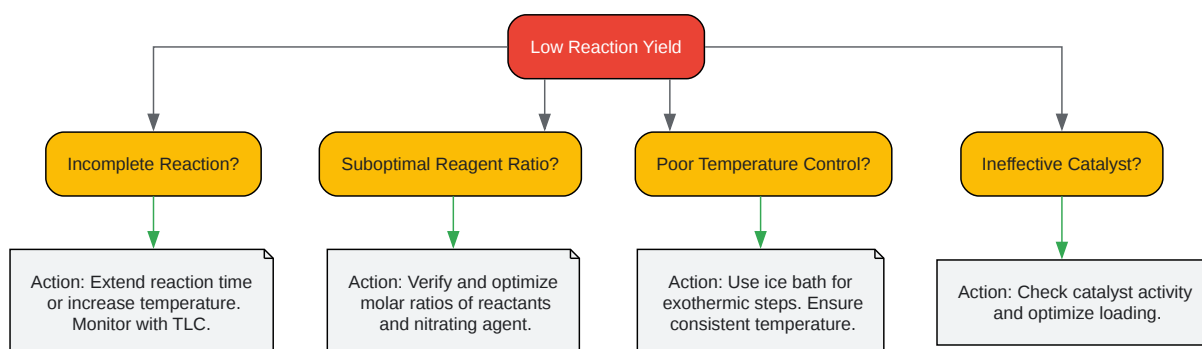 Low Reaction Yield
Incomplete Reaction?
Suboptimal Reagent Ratio?
Poor Temperature Control?
Ineffective Catalyst?
Action: Extend reaction time
or increase temperature.
Monitor with TLC.
Action: Verify and optimize
molar ratios of reactants
and nitrating agent.
Action: Use ice bath for
exothermic steps. Ensure
consistent temperature.
Action: Check catalyst activity
and optimize loading.